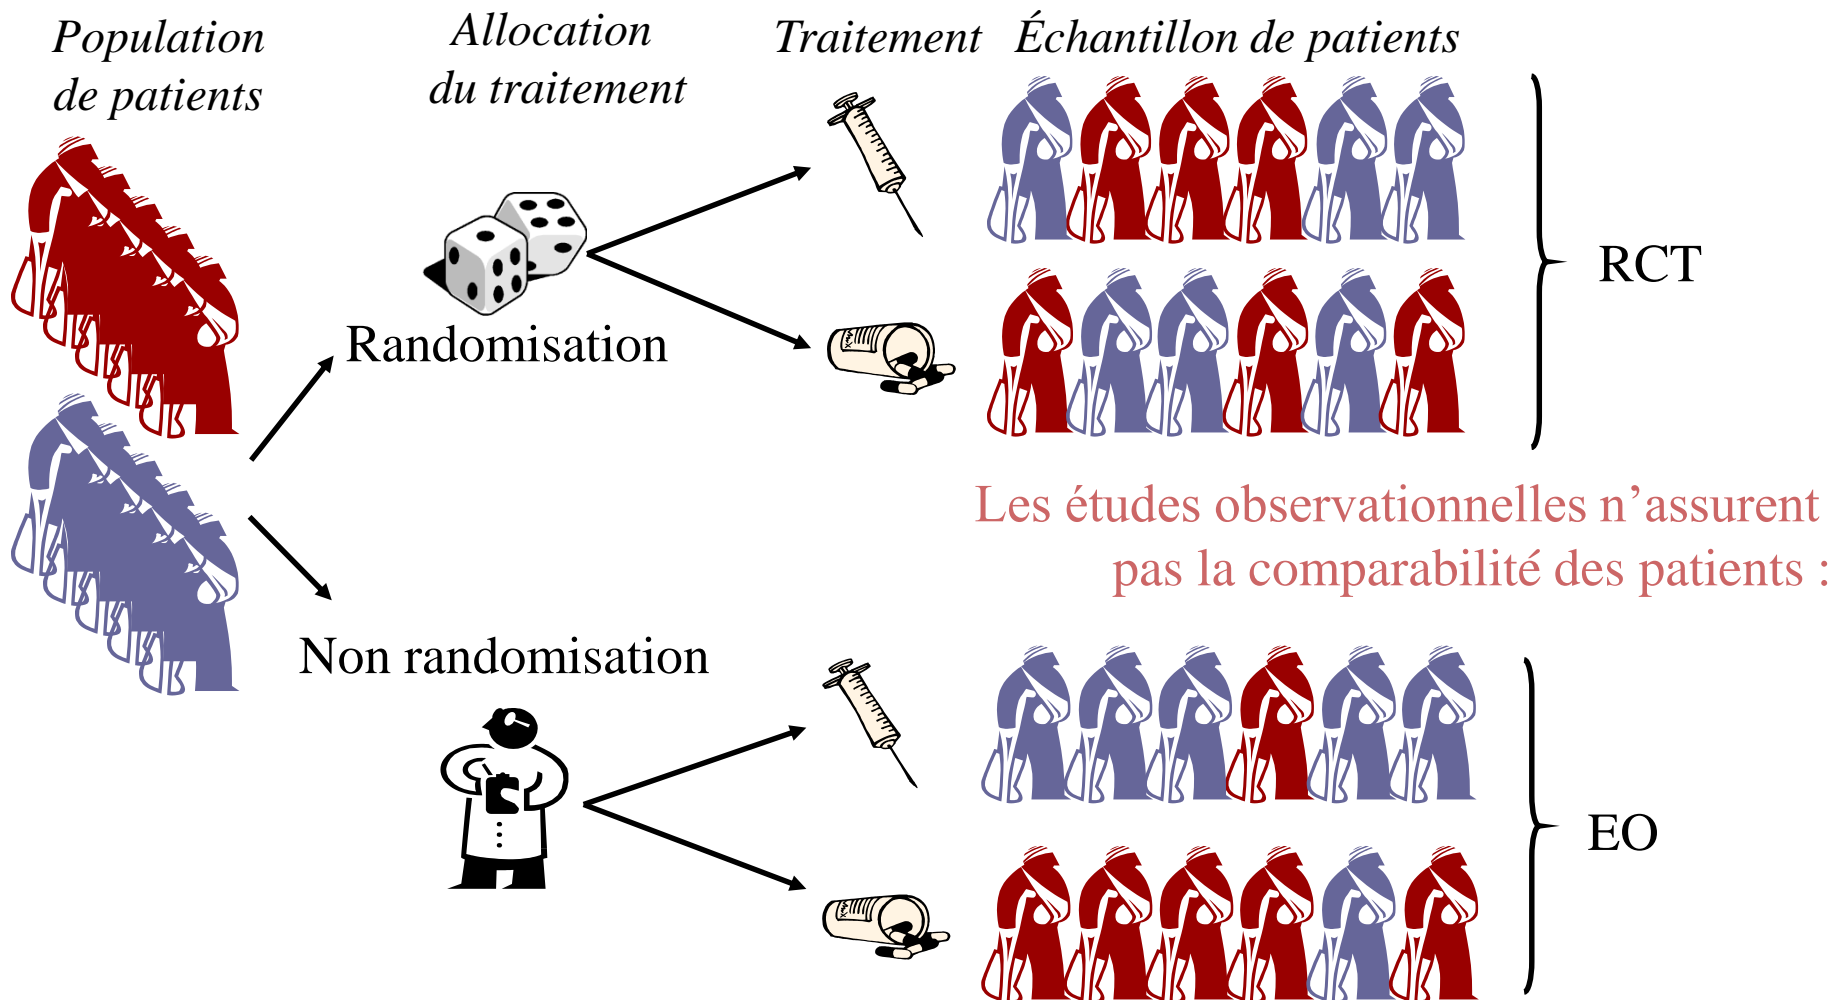 Population
de patients
Allocation
du traitement
Traitement
Échantillon de patients
Randomisation
RCT
Les études observationnelles n’assurent
pas la comparabilité des patients :
Non randomisation
EO